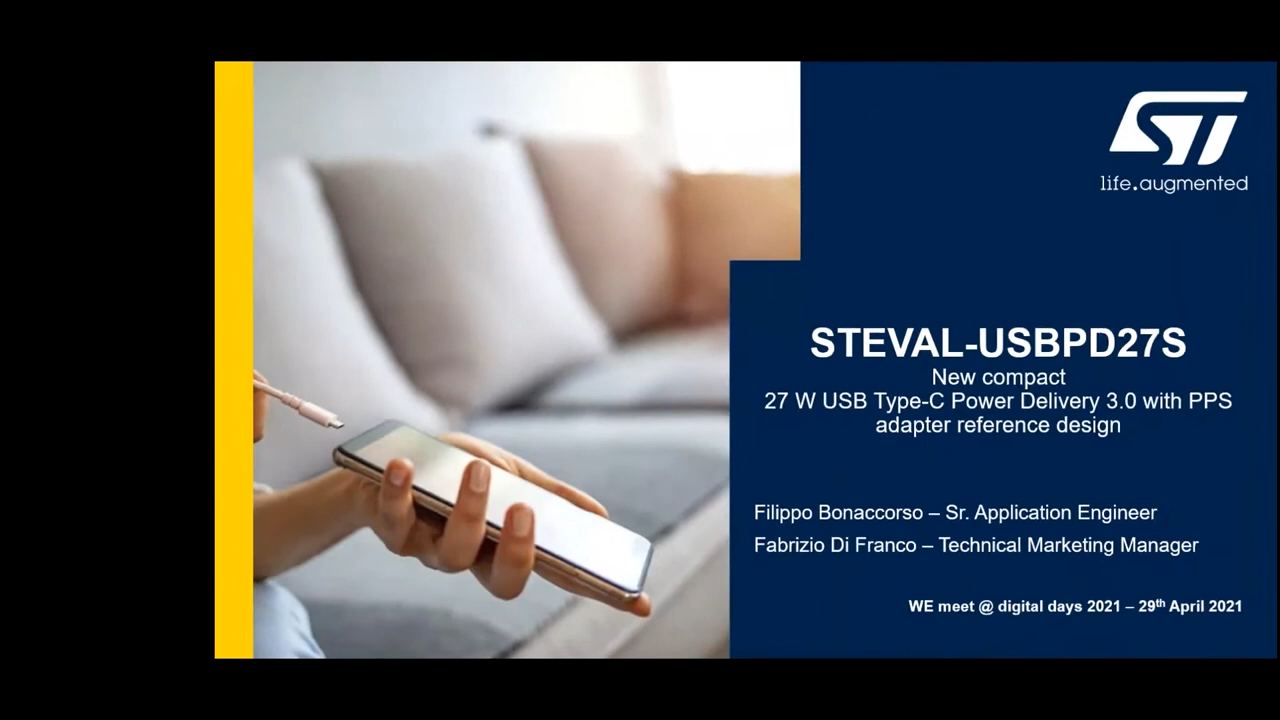 ST
life.augmented
STEVAL-USBPD27S
New compact
27 W USB Type-C Power Delivery 3.0 with PPS
adapter reference design
Filippo Bonaccorso – Sr. Application Engineer
Fabrizio Di Franco – Technical Marketing Manager
WE meet @ digital days 2021 – 29th April 2021